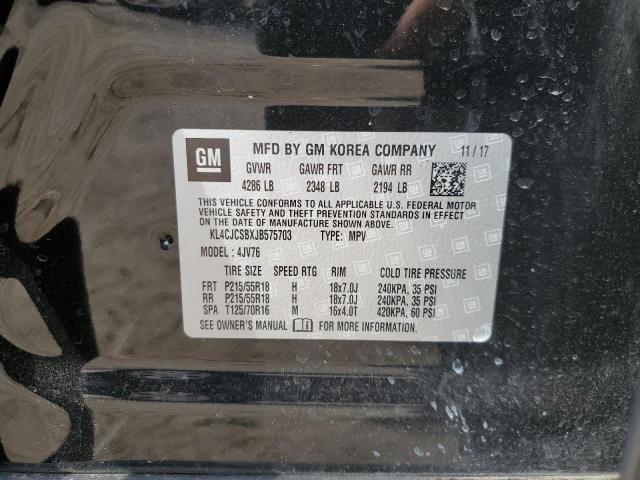 GM MFD BY GM KOREA COMPANY 11/17
GVWR GAWR FRT GAWR RR
4286 LB 2348 LB 2194 LB
THIS VEHICLE CONFORMS TO ALL APPLICABLE U.S. FEDERAL MOTOR
VEHICLE SAFETY AND THEFT PREVENTION STANDARDS IN EFFECT
ON THE DATE OF MANUFACTURE SHOWN ABOVE.
KL4CJCSBXJB575703 TYPE: MPV
MODEL: 4JV76
TIRE SIZE SPEED RTG RIM COLD TIRE PRESSURE
FRT P215/55R18 H 18x7.0J 240KPA, 35 PSI
RR P215/55R18 H 18x7.0J 240KPA, 35 PSI
SPA T125/70R16 M 16x4.0T 420KPA, 60 PSI
SEE OWNER'S MANUAL FOR MORE INFORMATION